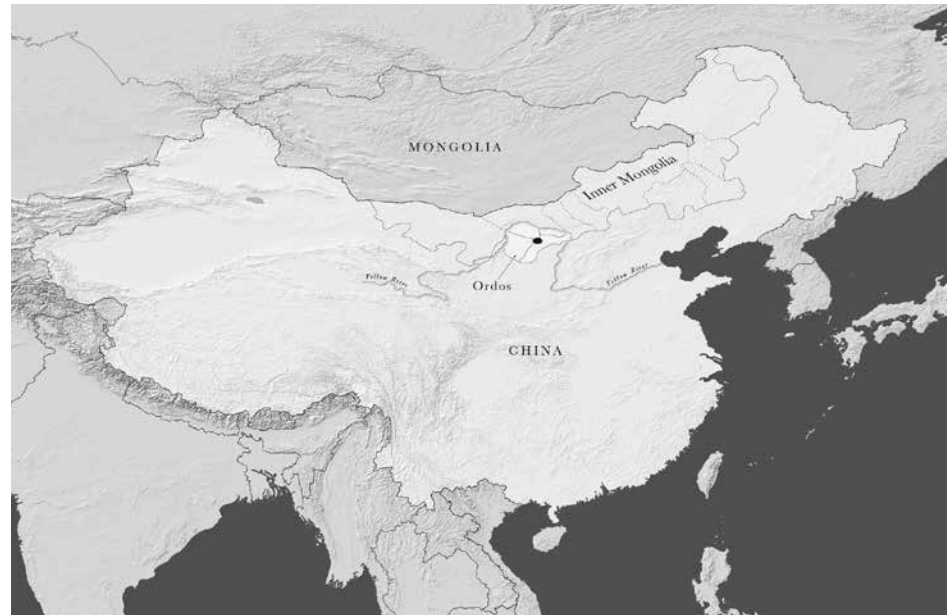 MONGOLIA
Inner Mongolia
Yellow River
Yellow River
Ordos
CHINA